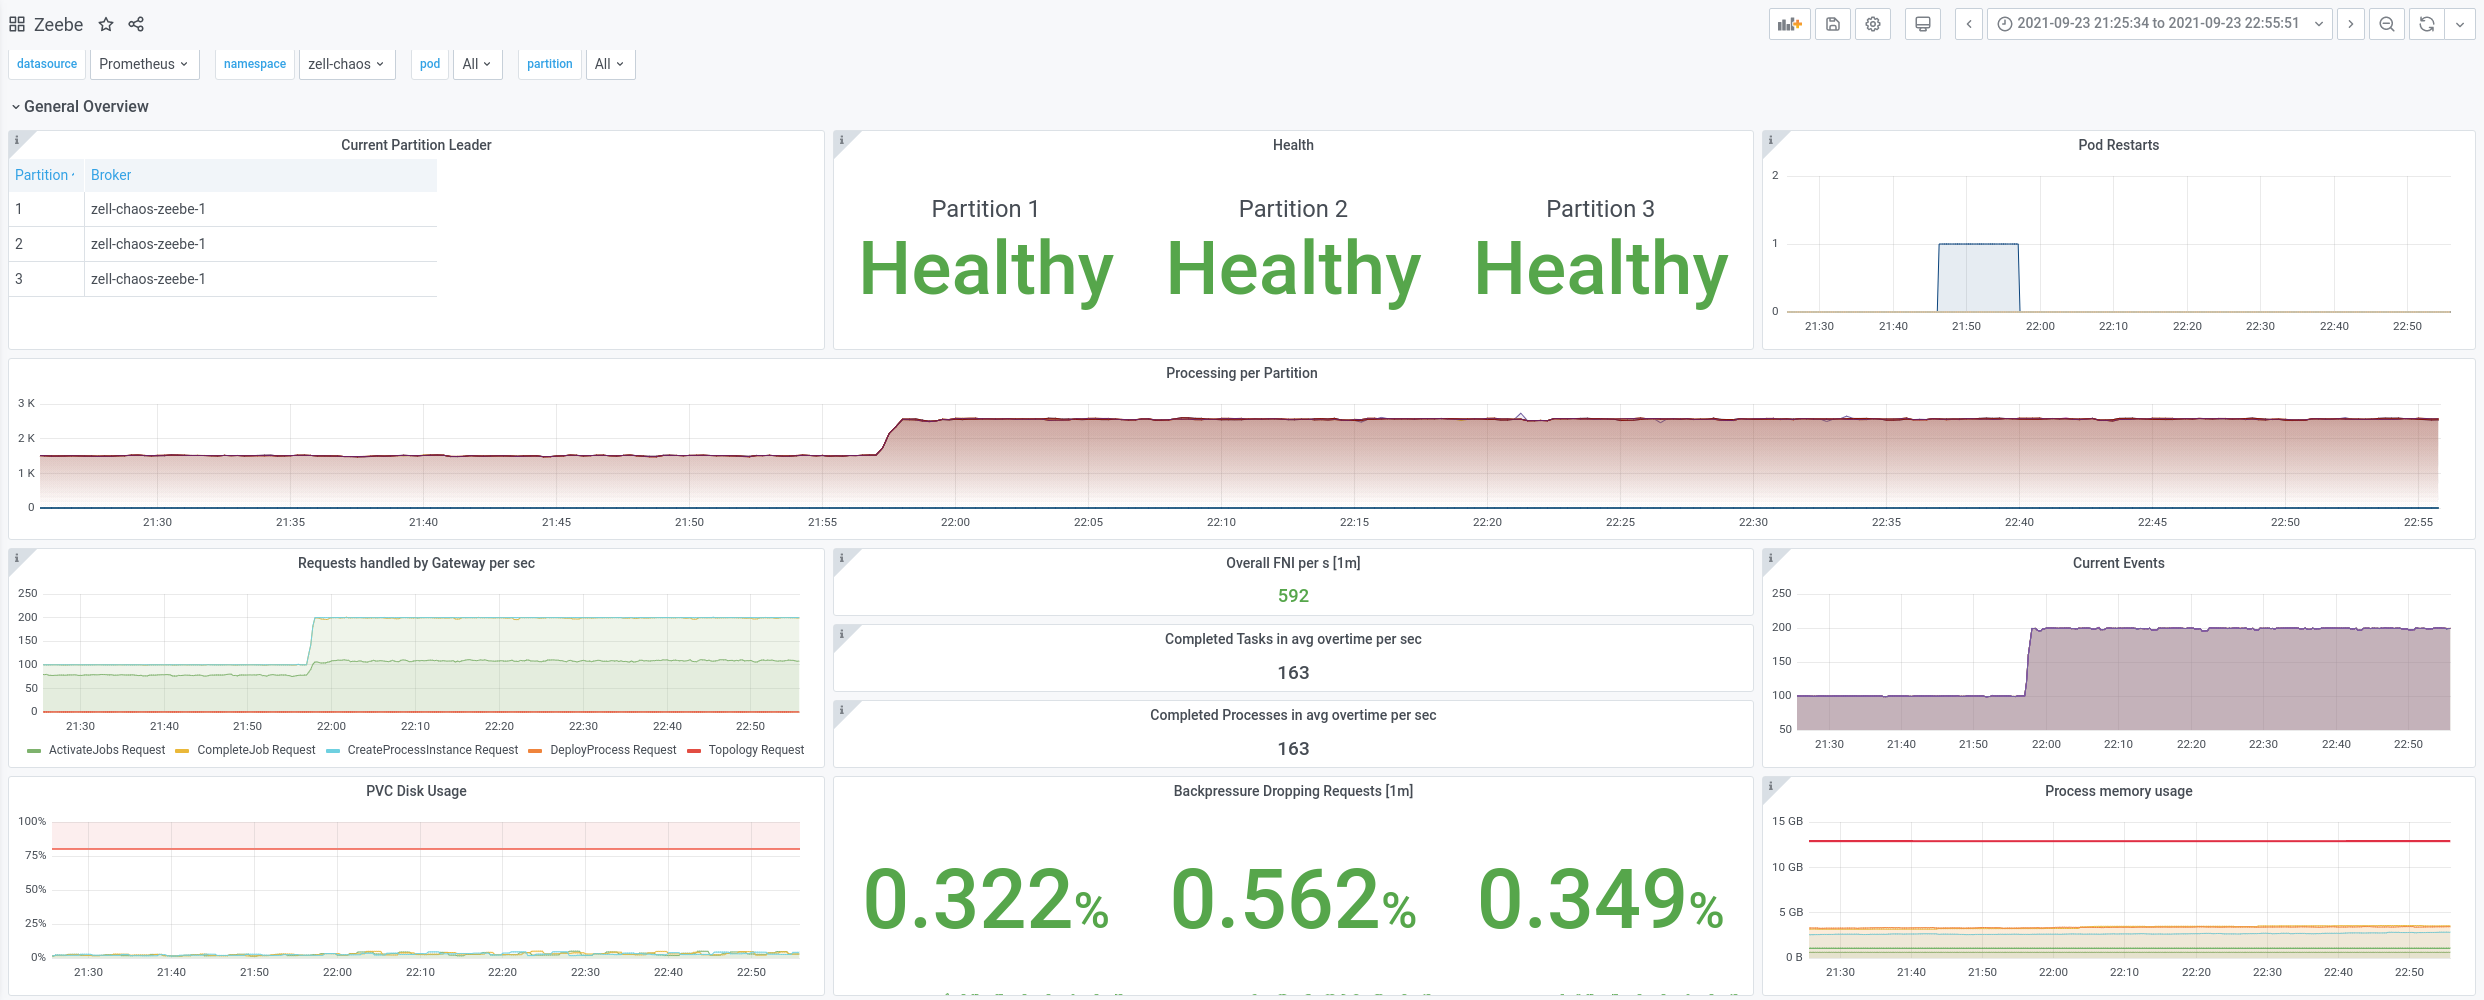 Zeebe
2021-09-23 21:25:34 to 2021-09-23 22:55:51
datasource Prometheus namespace zell-chaos pod All partition All
General Overview
Current Partition Leader
Partition Broker
1 zell-chaos-zeebe-1
2 zell-chaos-zeebe-1
3 zell-chaos-zeebe-1
Health
Partition 1 Partition 2 Partition 3
Healthy Healthy Healthy
Pod Restarts
2
1
0
21:30 21:40 21:50 22:00 22:10 22:20 22:30 22:40 22:50
Processing per Partition
3 K
2 K
1 K
0
21:30 21:35 21:40 21:45 21:50 21:55 22:00 22:05 22:10 22:15 22:20 22:25 22:30 22:35 22:40 22:45 22:50 22:55
Requests handled by Gateway per sec
250
200
150
100
50
0
21:30 21:40 21:50 22:00 22:10 22:20 22:30 22:40 22:50
ActivateJobs Request CompleteJob Request CreateProcessInstance Request DeployProcess Request Topology Request
Overall FNI per s [1m]
592
Completed Tasks in avg overtime per sec
163
Completed Processes in avg overtime per sec
163
Current Events
250
200
150
100
50
21:30 21:40 21:50 22:00 22:10 22:20 22:30 22:40 22:50
PVC Disk Usage
100%
75%
50%
25%
0%
21:30 21:40 21:50 22:00 22:10 22:20 22:30 22:40 22:50
Backpressure Dropping Requests [1m]
0.322% 0.562% 0.349%
Process memory usage
15 GB
10 GB
5 GB
0 B
21:30 21:40 21:50 22:00 22:10 22:20 22:30 22:40 22:50